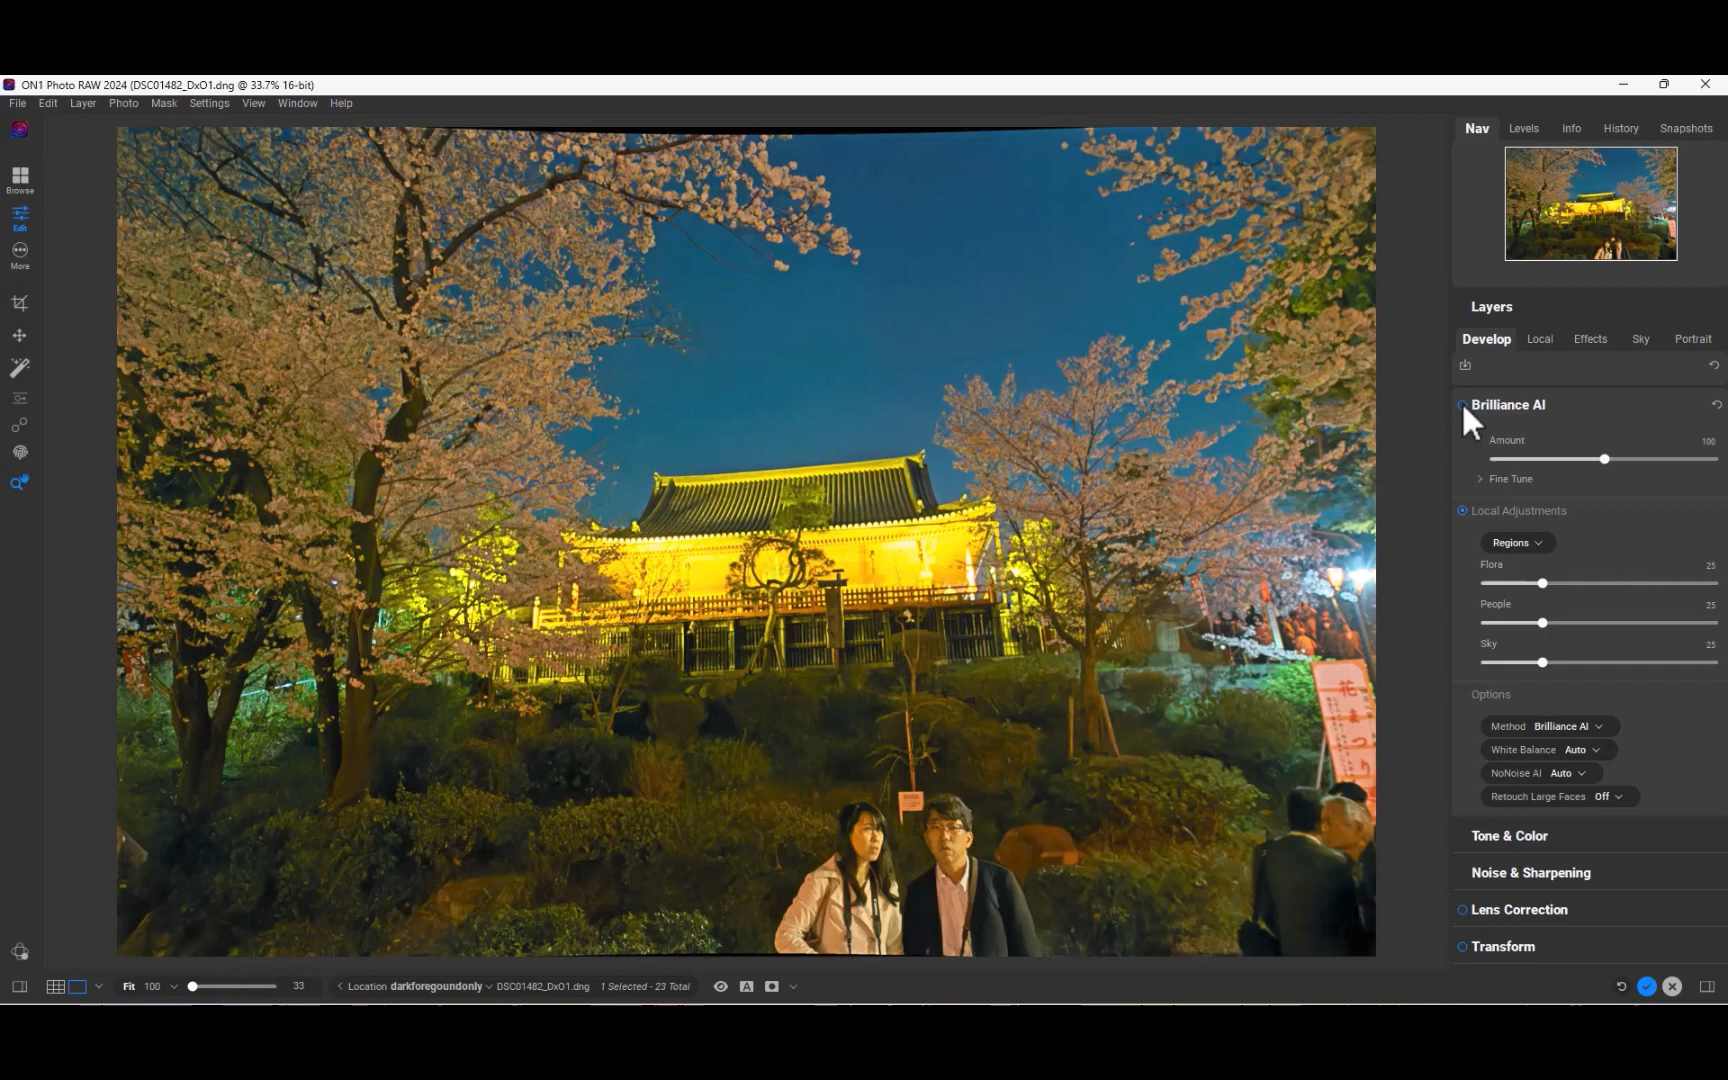 ON1 Photo RAW 2024 (DSC01482_DxO1.dng @ 33.7% 16-bit)
File Edit Layer Photo Mask Settings View Window Help
Nav Levels Info History Snapshots
Browse
Edit
More
Layers
Develop Local Effects Sky Portrait
Brilliance AI
Amount 100
Fine Tune
Local Adjustments
Regions
Flora 25
People 25
Sky 25
Options
Method Brilliance AI
White Balance Auto
NoNoise AI Auto
Retouch Large Faces Off
Tone & Color
Noise & Sharpening
Lens Correction
Transform
花
ま
つ
り
Fit 100 33 Location darkforegoundonly DSC01482_DxO1.dng 1 Selected - 23 Total A